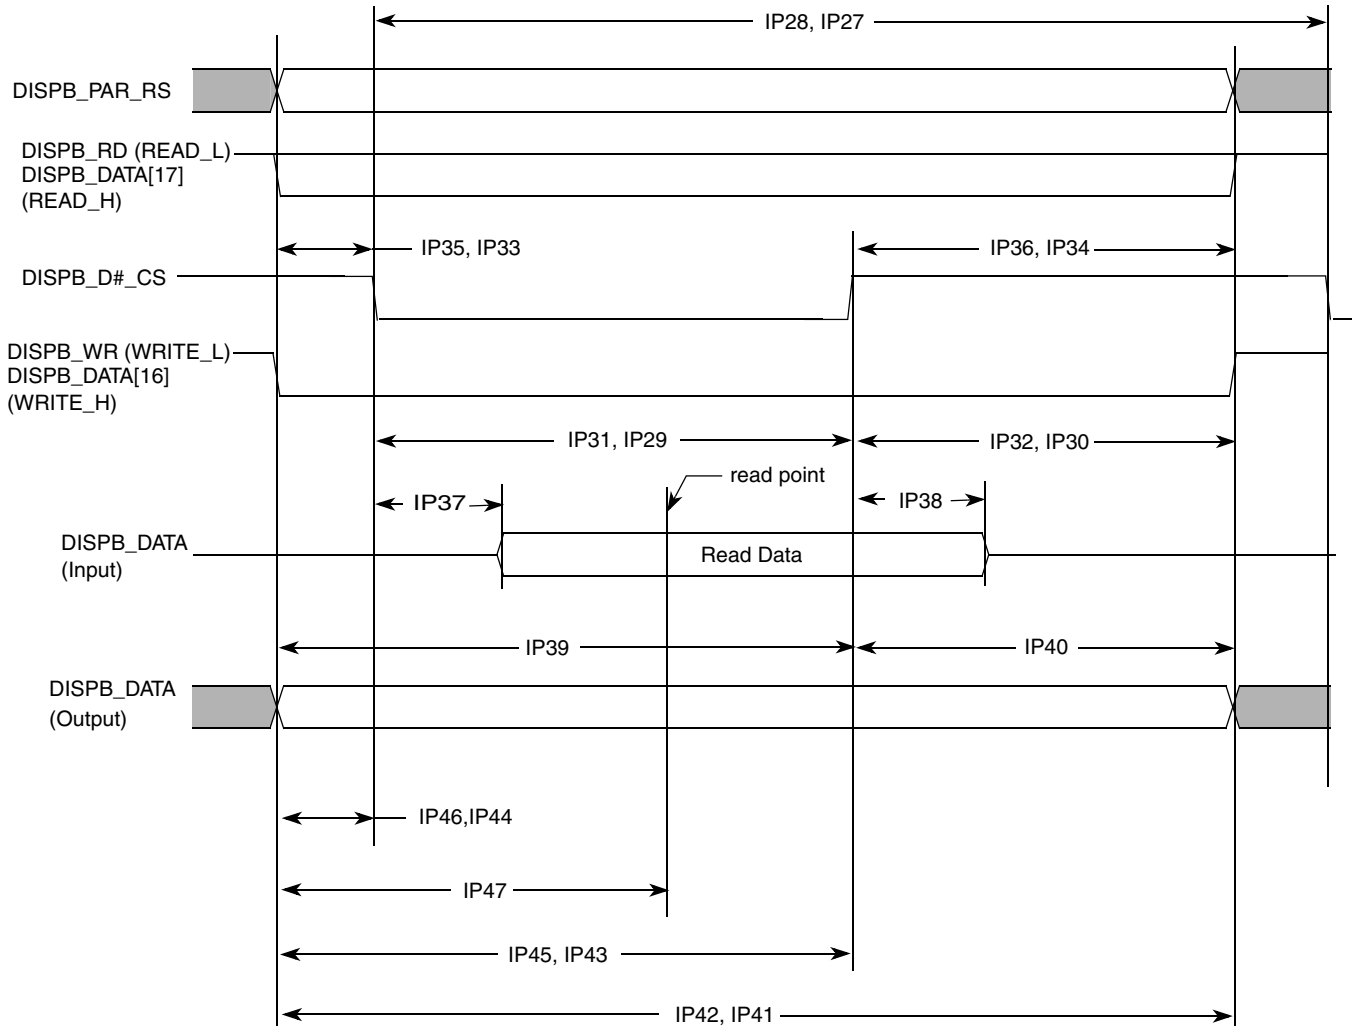 IP28, IP27
DISPB_PAR_RS
DISPB_RD (READ_L)
DISPB_DATA[17]
(READ_H)
IP35, IP33
IP36, IP34
DISPB_D#_CS
DISPB_WR (WRITE_L)
DISPB_DATA[16]
(WRITE_H)
IP31, IP29
IP32, IP30
read point
IP37
IP38
DISPB_DATA
(Input)
Read Data
IP39
IP40
DISPB_DATA
(Output)
IP46,IP44
IP47
IP45, IP43
IP42, IP41